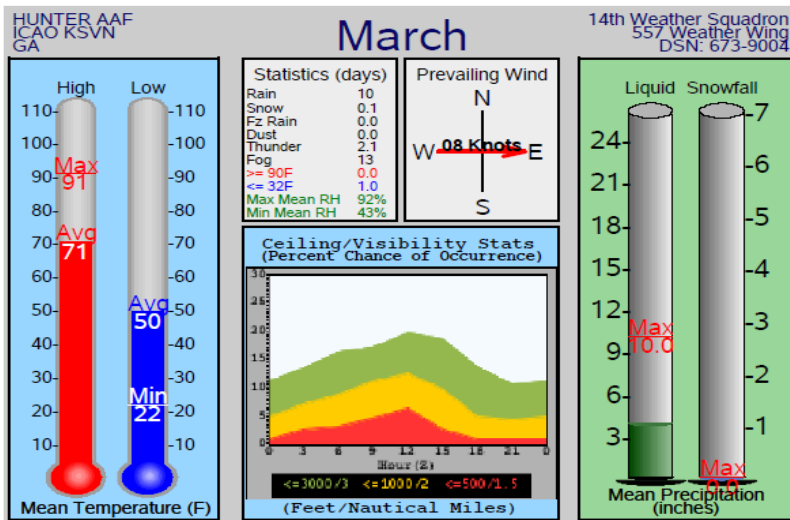 HUNTER AAF
ICAO KSVN
GA
March
14th Weather Squadron
557 Weather Wing
DSN: 673-9004
High Low
110 110
100 100
Max
91
90 90
80 80
Avg
71
70 70
60 60
Avg
50
50 50
40 40
30 30
Min
22
20 20
10 10
Mean Temperature (F)
Statistics (days)
Rain 10
Snow 0.1
Fz Rain 0.0
Dust 0.0
Thunder 2.1
Fog 13
>= 90F 0.0
<= 32F 1.0
Max Mean RH 92%
Min Mean RH 43%
Prevailing Wind
N
W 08 Knots E
S
Ceiling/Visibility Stats
(Percent Chance of Occurrence)
30
25
20
15
10
5
0
0 3 6 9 12 15 18 21 0
Hour (Z)
<=3000/3 <=1000/2 <=500/1.5
(Feet/Nautical Miles)
Liquid Snowfall
7
24
6
21
5
18
4
15
12
3
Max
10.0
9
2
6
1
3
Max
0.0
Mean Precipitation
(inches)